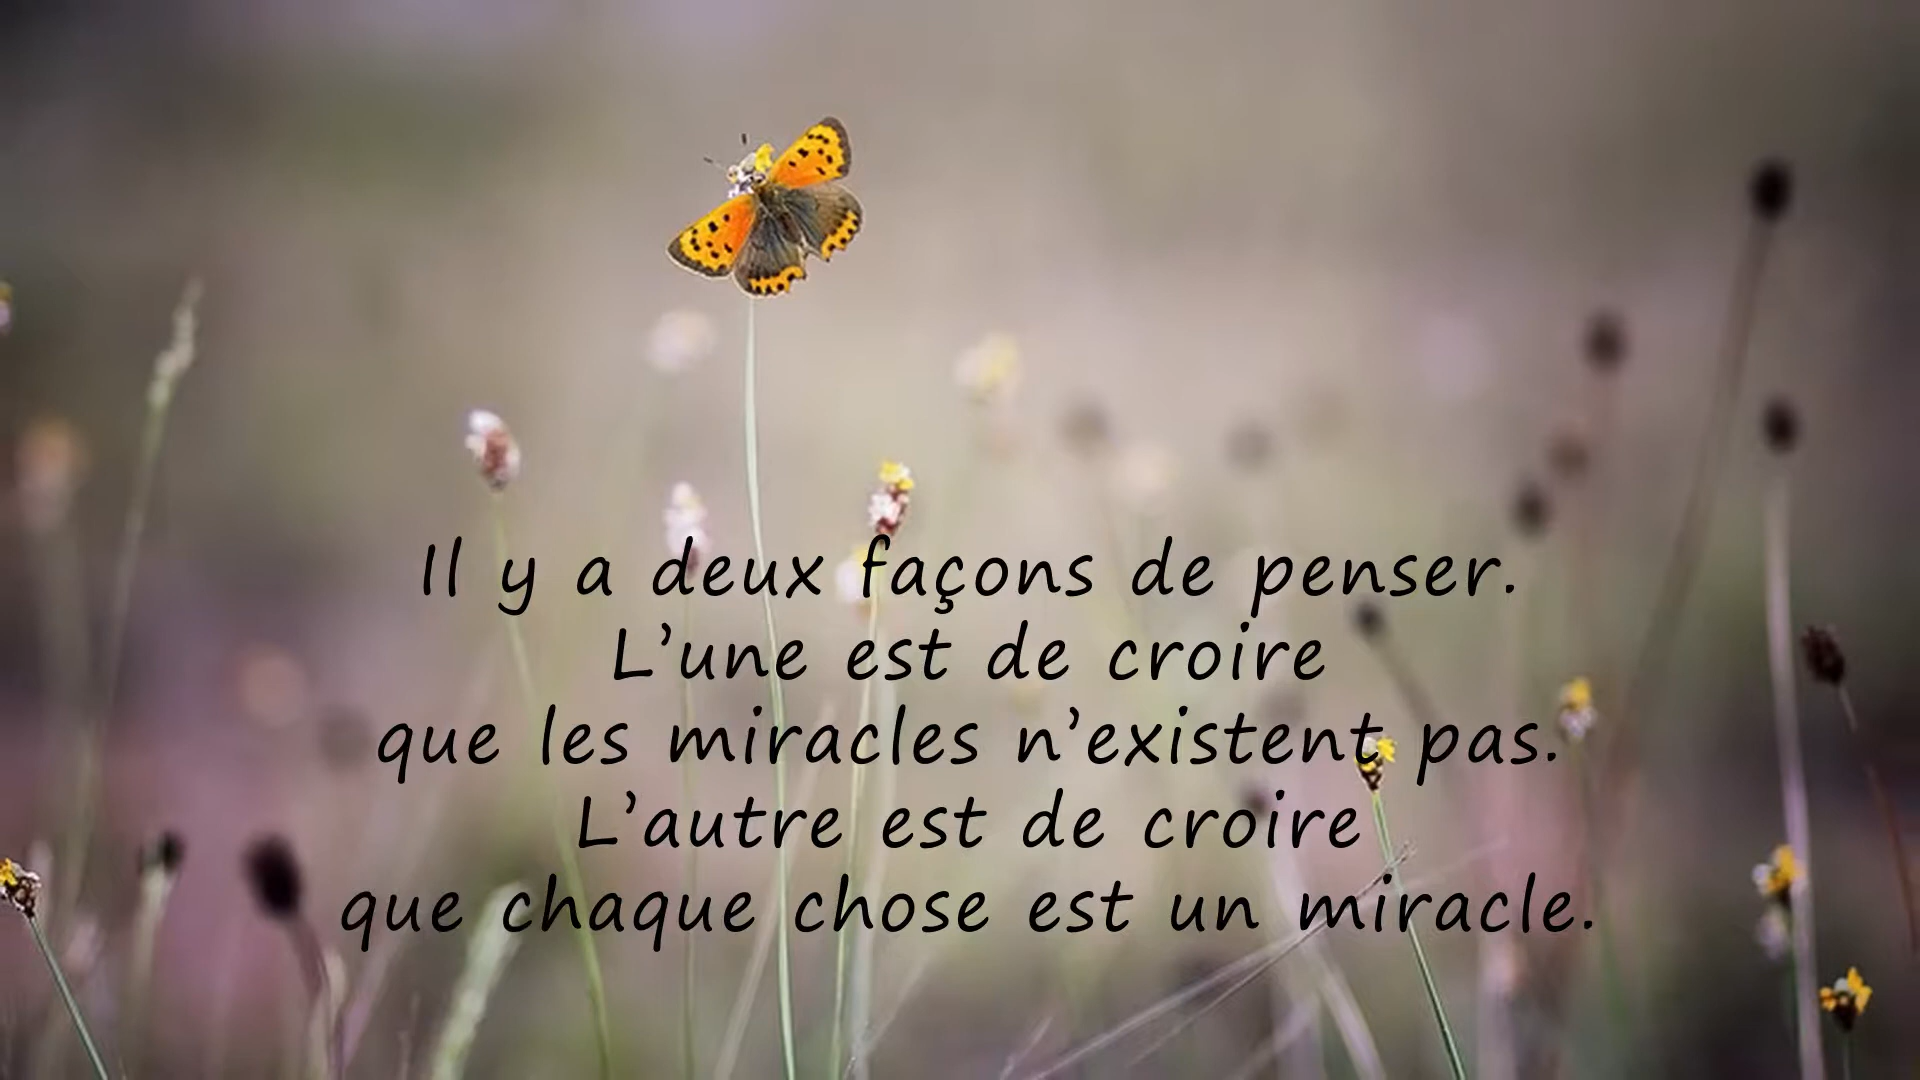 Il y a deux façons de penser.
L’une est de croire
que les miracles n’existent pas.
L’autre est de croire
que chaque chose est un miracle.